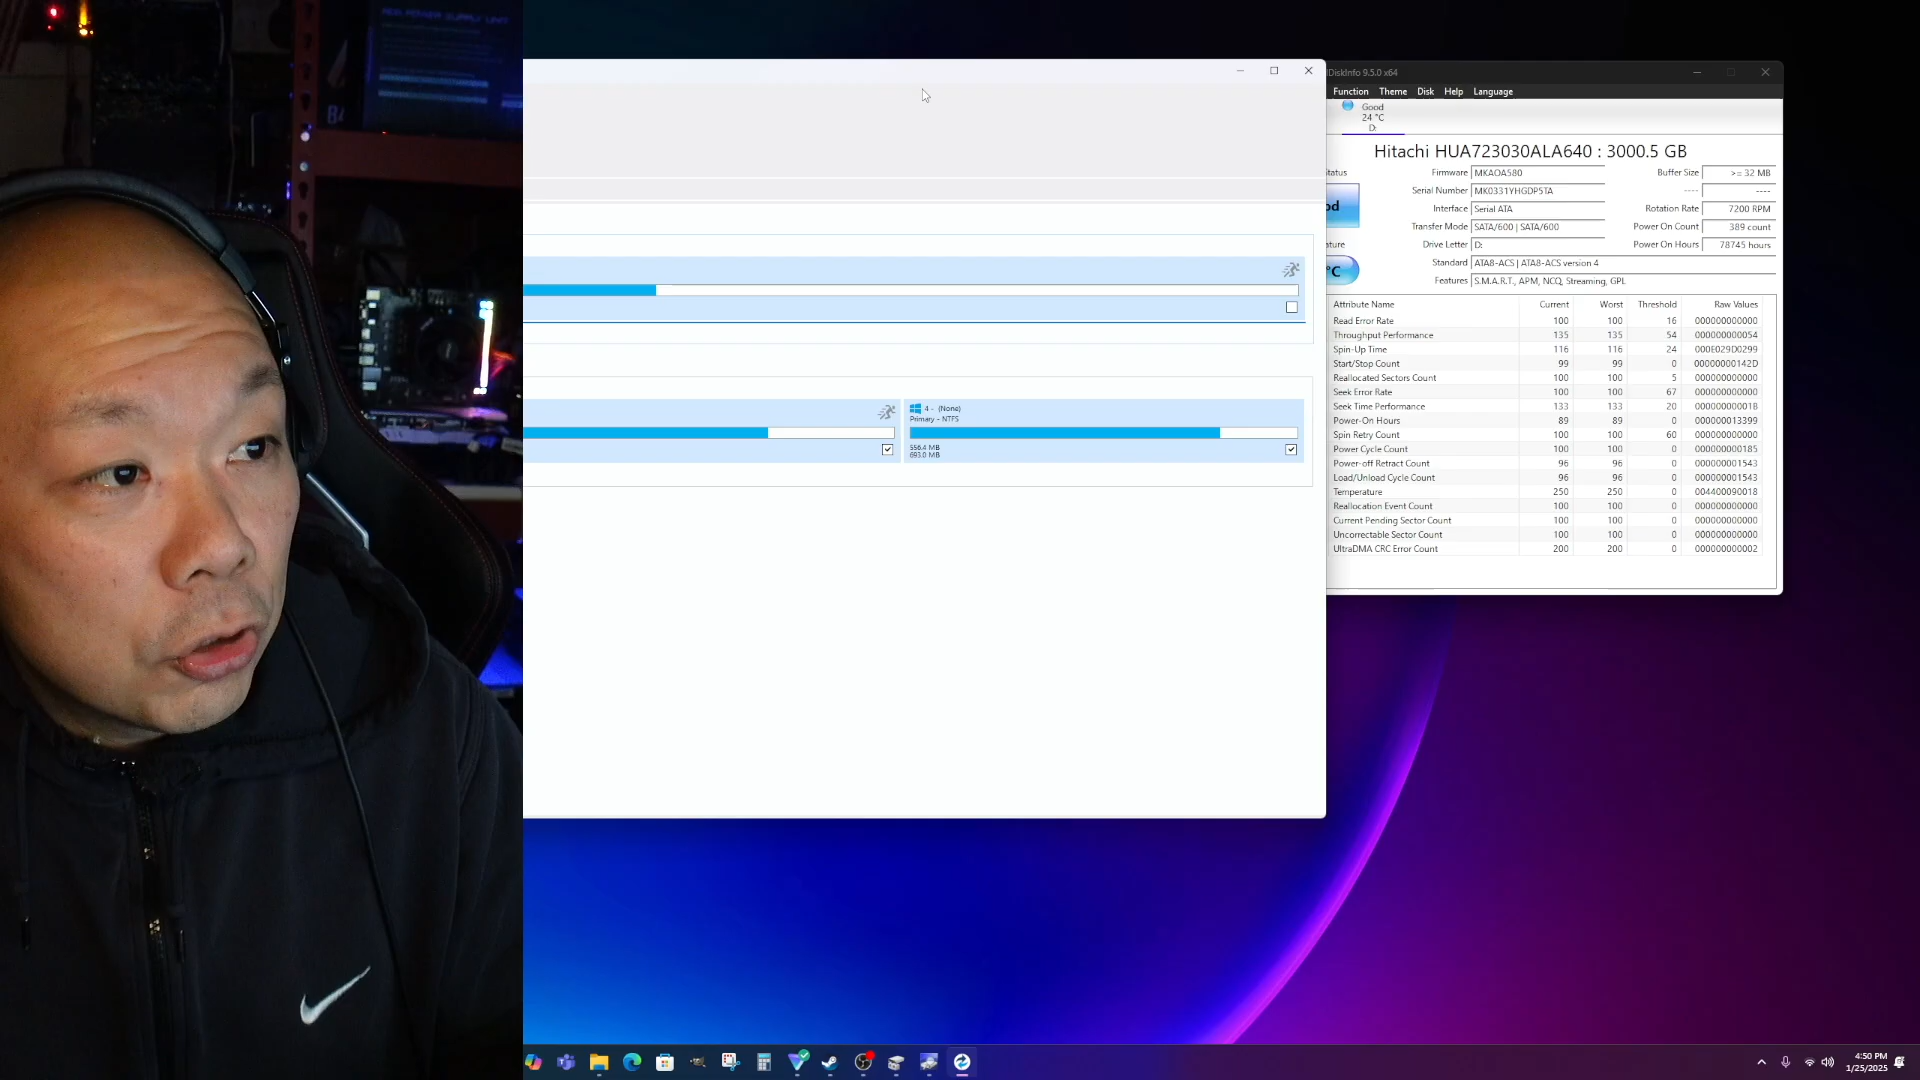 DiskInfo 9.5.0 x64
Function Theme Disk Help Language
Good
24 °C
D:
Hitachi HUA723030ALA640 : 3000.5 GB
Firmware MKAOA580 Buffer Size >= 32 MB
Serial Number MK0331YHGDP5TA ---- ----
Interface Serial ATA Rotation Rate 7200 RPM
Transfer Mode SATA/600 | SATA/600 Power On Count 389 count
Drive Letter D: Power On Hours 78745 hours
Standard ATA8-ACS | ATA8-ACS version 4
Features S.M.A.R.T., APM, NCQ, Streaming, GPL
tatus
od
ature
°C
Attribute Name Current Worst Threshold Raw Values
Read Error Rate 100 100 16 000000000000
Throughput Performance 135 135 54 000000000054
Spin-Up Time 116 116 24 000E029D0299
Start/Stop Count 99 99 0 00000000142D
Reallocated Sectors Count 100 100 5 000000000000
Seek Error Rate 100 100 67 000000000000
Seek Time Performance 133 133 20 00000000001B
Power-On Hours 89 89 0 000000013399
Spin Retry Count 100 100 60 000000000000
Power Cycle Count 100 100 0 000000000185
Power-off Retract Count 96 96 0 000000001543
Load/Unload Cycle Count 96 96 0 000000001543
Temperature 250 250 0 004400090018
Reallocation Event Count 100 100 0 000000000000
Current Pending Sector Count 100 100 0 000000000000
Uncorrectable Sector Count 100 100 0 000000000000
UltraDMA CRC Error Count 200 200 0 000000000002
4 - (None)
Primary - NTFS
556.4 MB
693.0 MB
4:50 PM
1/25/2025